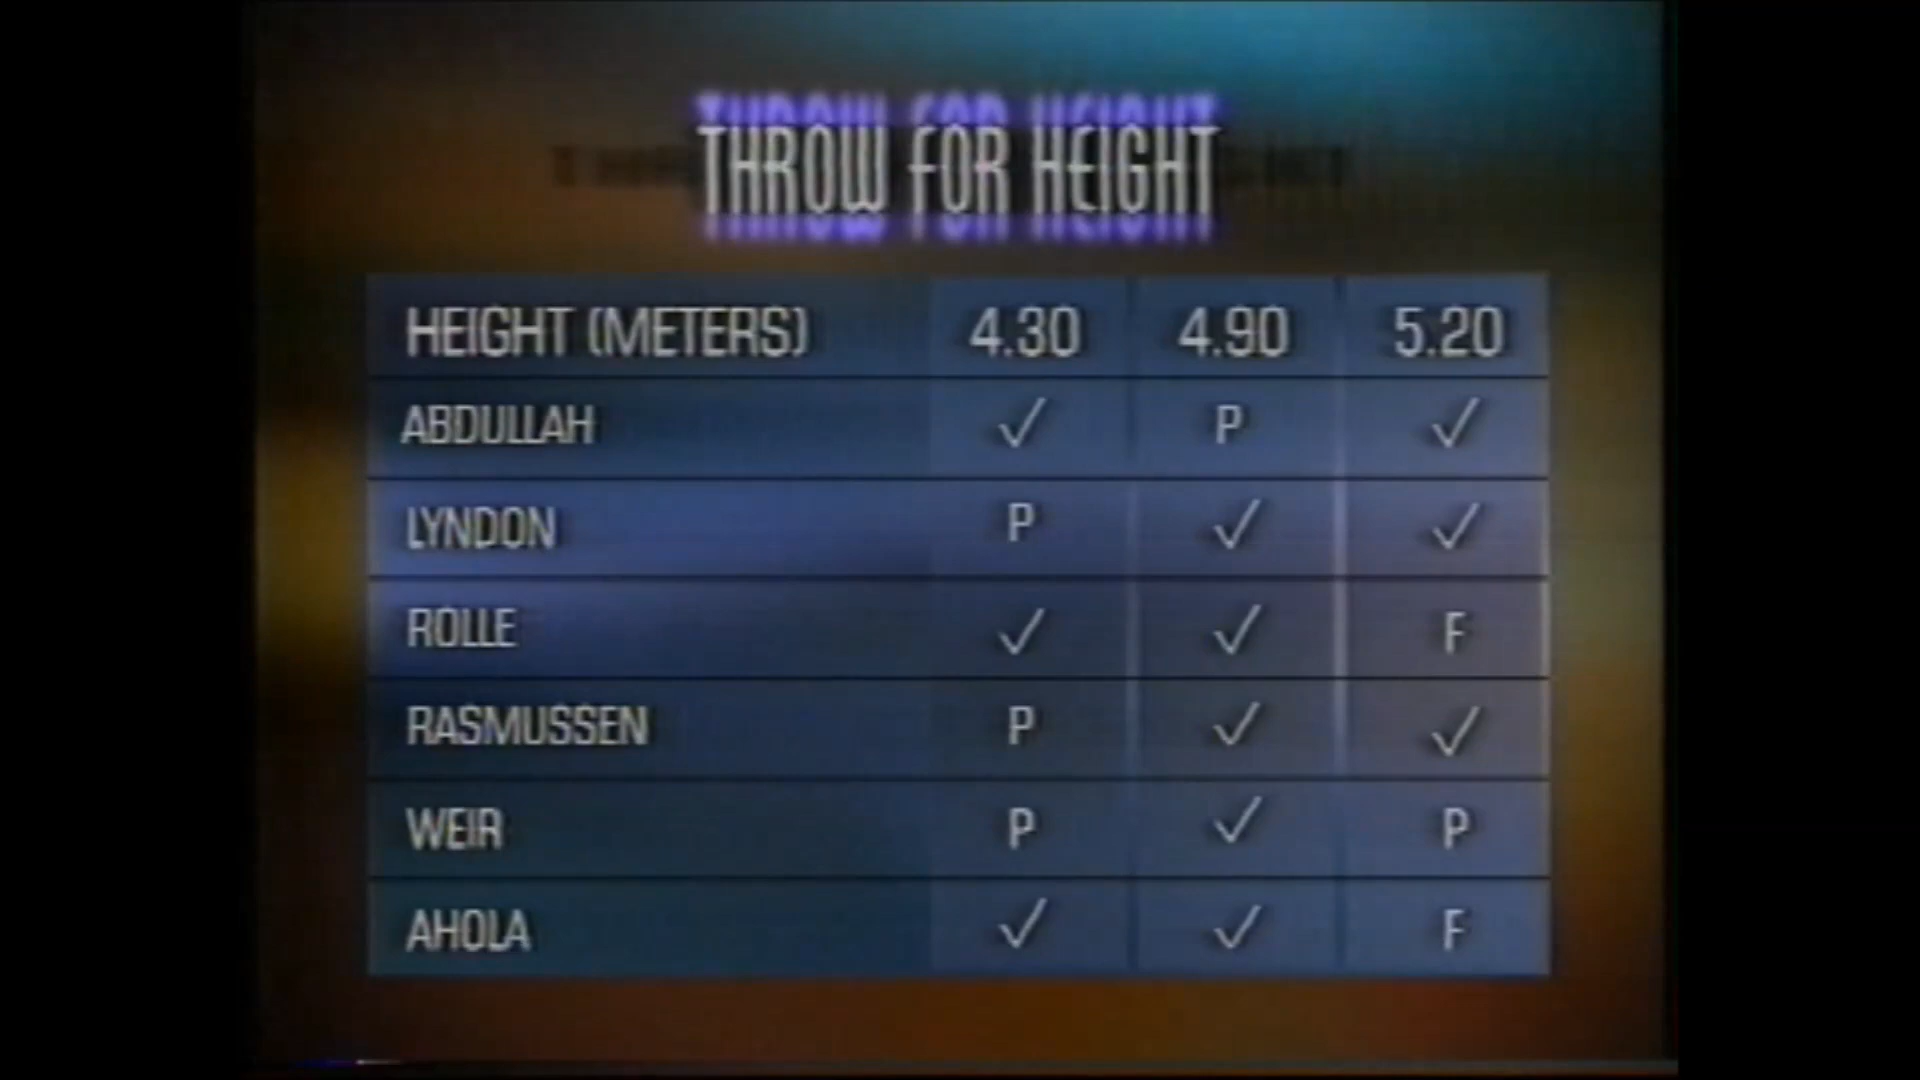 THROW FOR HEIGHT
HEIGHT (METERS) 4.30 4.90 5.20
ABDULLAH ✓ P ✓
LYNDON P ✓ ✓
ROLLE ✓ ✓ F
RASMUSSEN P ✓ ✓
WEIR P ✓ P
AHOLA ✓ ✓ F